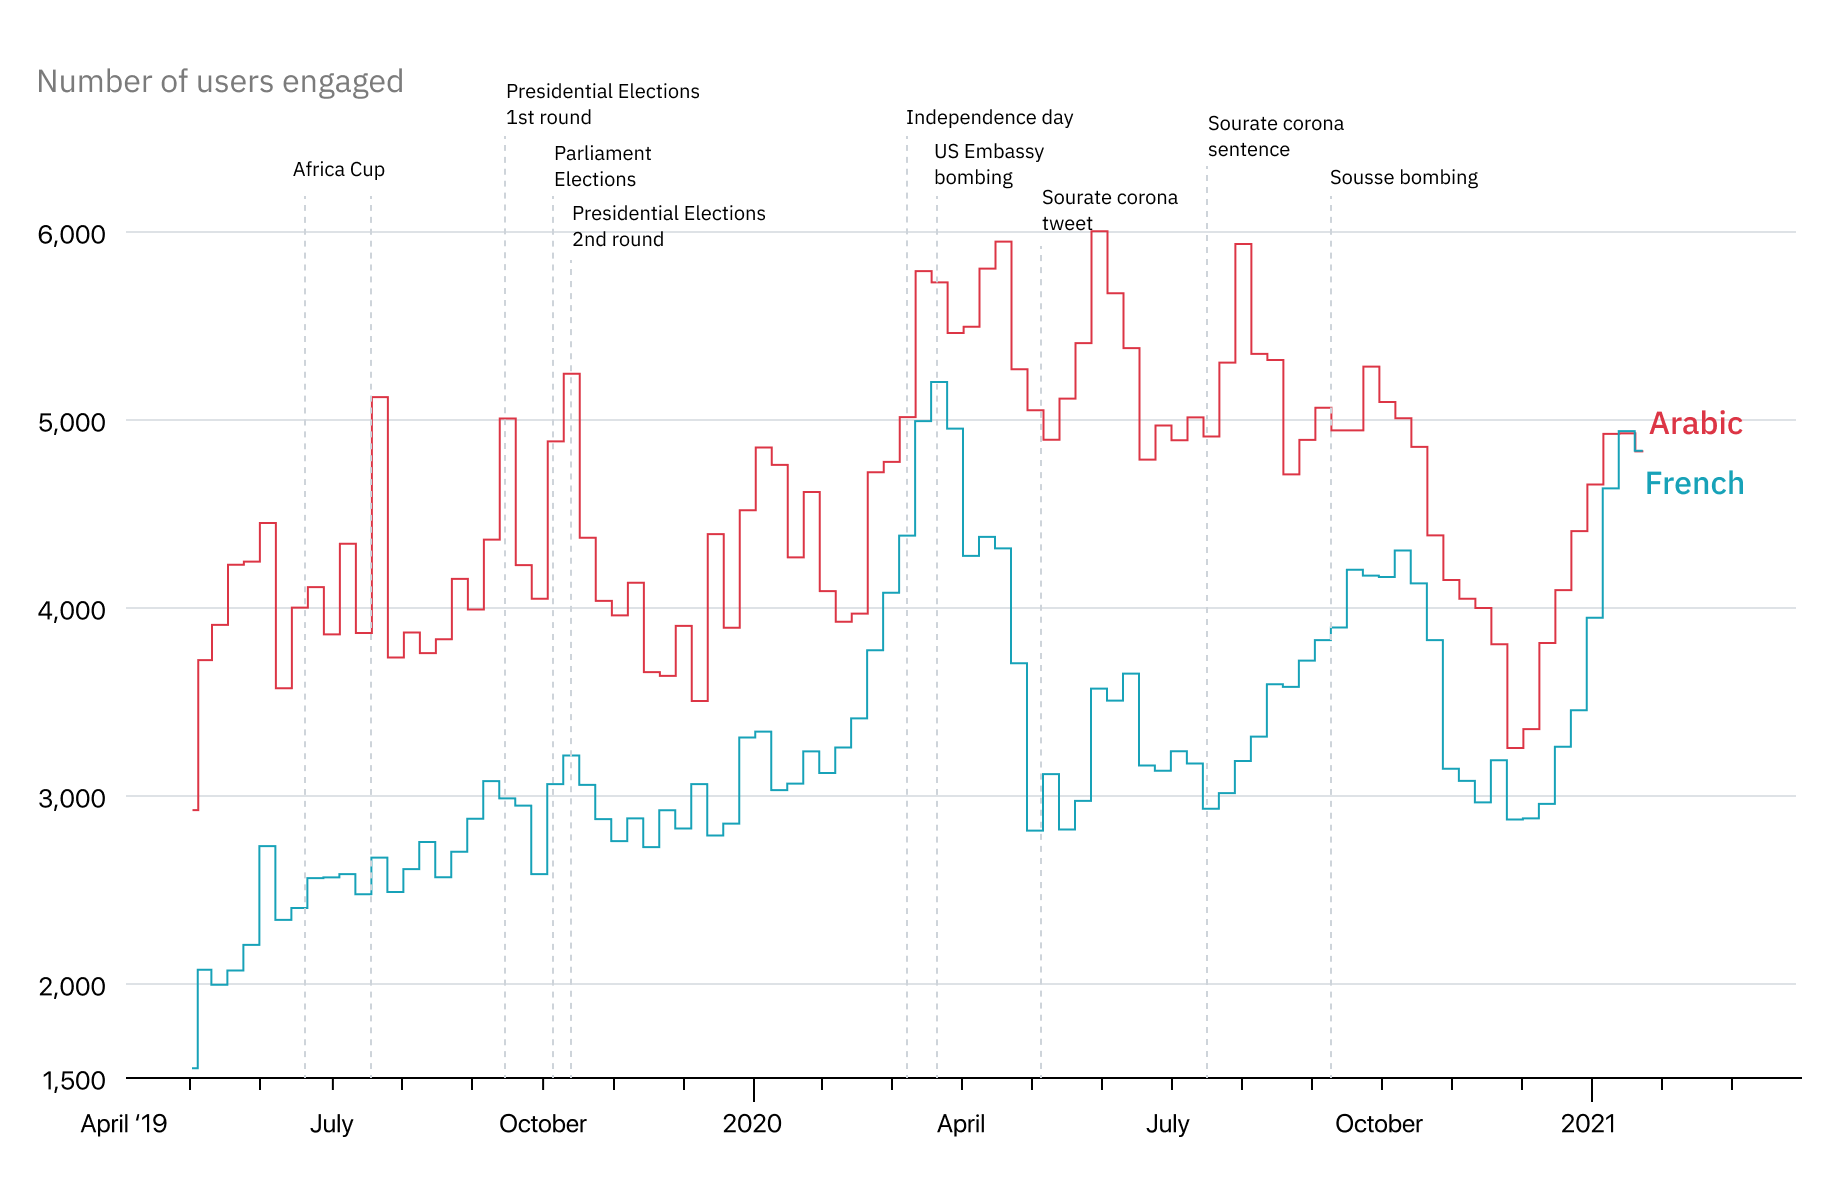 Number of users engaged
Presidential Elections
1st round
Independence day
Sourate corona
sentence
Parliament
Elections
US Embassy
bombing
Africa Cup
Sousse bombing
Sourate corona
tweet
Presidential Elections
2nd round
6,000
5,000
4,000
3,000
2,000
1,500
Arabic
French
April ‘19
July
October
2020
April
July
October
2021